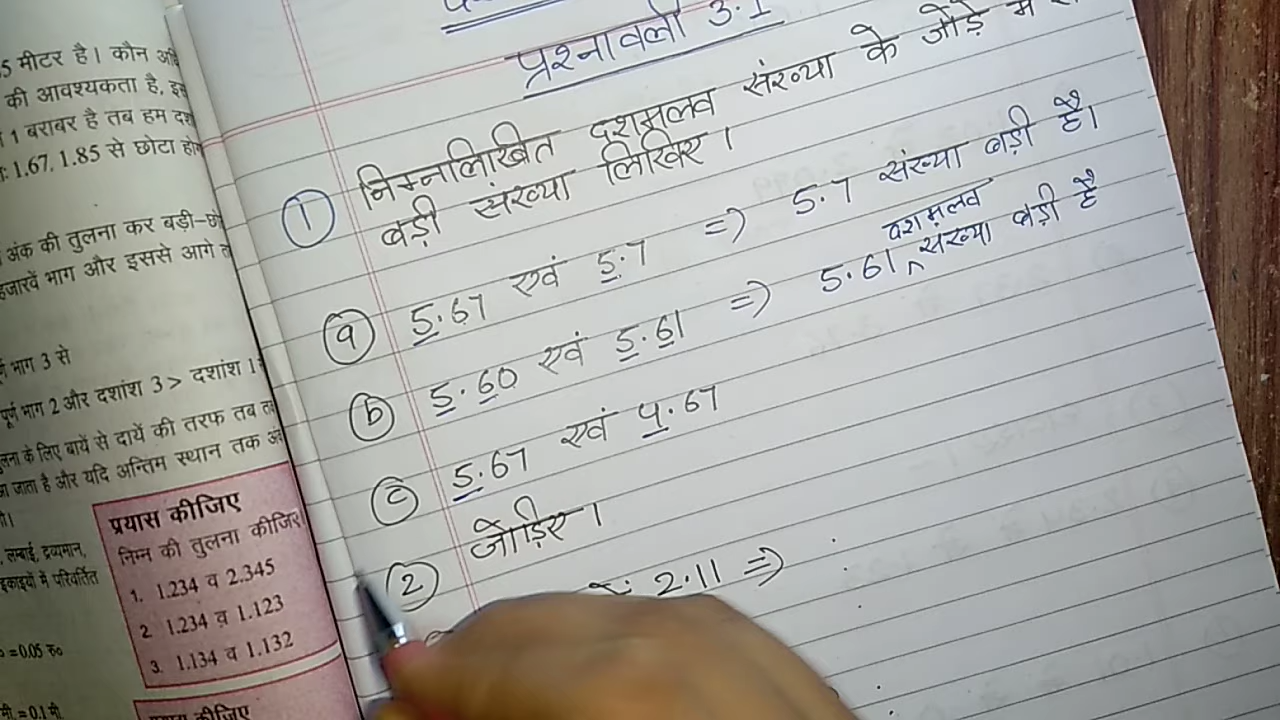 5 मीटर है। कौन
की आवश्यकता है,
1 बराबर है तब हम
1.67, 1.85 से छोटा
अंक की तुलना कर बड़ी-
हजारवें भाग और इससे आगे
भाग 3 से
पूर्ण भाग 2 और दशांश 3 > दशांश 1
के लिए बायें से दायें की तरफ तब
जाता है और यदि अन्तिम स्थान तक
लम्बाई, द्रव्यमान,
इकाइयों में परिवर्तित
= 0.05 रु०
= 0.1 मी
प्रयास कीजिए
निम्न की तुलना कीजिए
1. 1.234 व 2.345
2. 1.234 व 1.123
3. 1.134 व 1.132
प्रयास कीजिए
प्रश्नावली 3.1
① निम्नलिखित दशमलव संख्या के जोड़े में
बड़ी संख्या लिखिए।
ⓐ 5.67 एवं 5.7 => 5.7 संख्या बड़ी है।
ⓑ 5.60 एवं 5.61 => 5.61 दशमलव संख्या बड़ी है
ⓒ 5.67 एवं 4.67
② जोड़िए।
2.11 =>